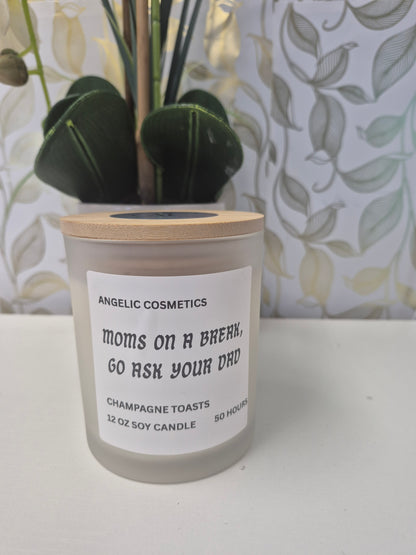 ANGELIC COSMETICS
MOMS ON A BREAK,
GO ASK YOUR DAD
CHAMPAGNE TOASTS
12 OZ SOY CANDLE 50 HOURS